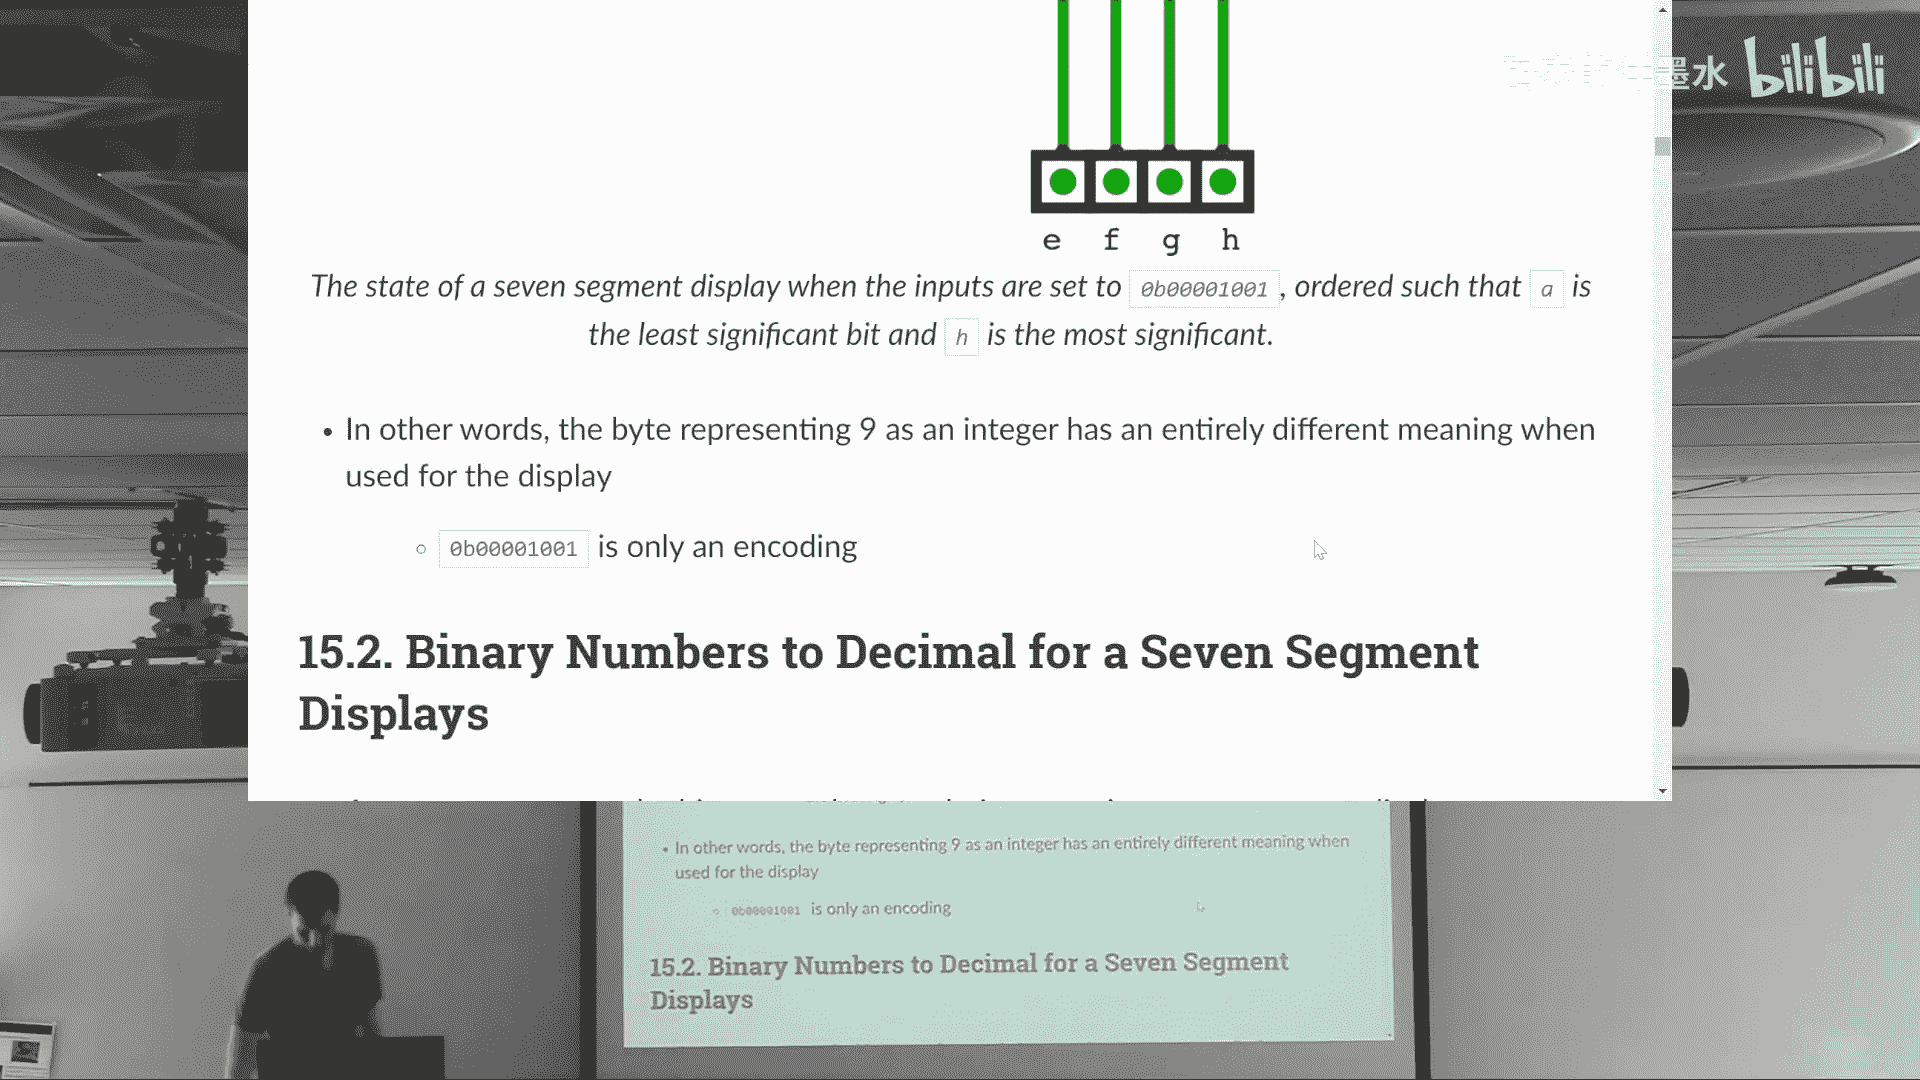 墨水 bilibili
e f g h
The state of a seven segment display when the inputs are set to 0b00001001, ordered such that a is
the least significant bit and h is the most significant.
• In other words, the byte representing 9 as an integer has an entirely different meaning when
used for the display
0b00001001 is only an encoding
15.2. Binary Numbers to Decimal for a Seven Segment
Displays
• In other words, the byte representing 9 as an integer has an entirely different meaning when
used for the display
0b00001001 is only an encoding
15.2. Binary Numbers to Decimal for a Seven Segment
Displays